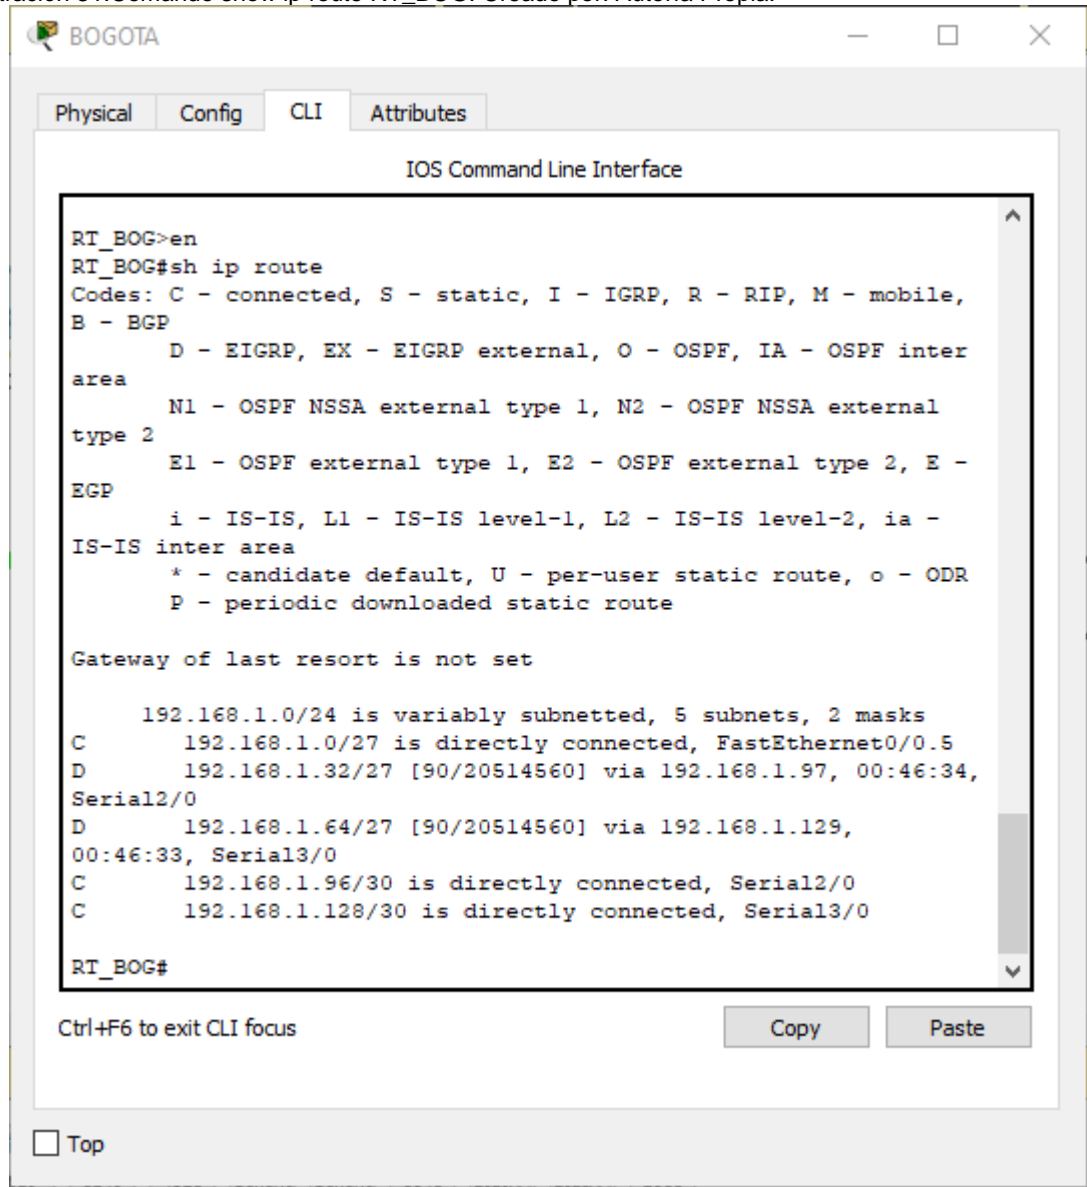 BOGOTA
Physical Config CLI Attributes
IOS Command Line Interface
RT_BOG>en
RT_BOG#sh ip route
Codes: C - connected, S - static, I - IGRP, R - RIP, M - mobile,
B - BGP
D - EIGRP, EX - EIGRP external, O - OSPF, IA - OSPF inter
area
N1 - OSPF NSSA external type 1, N2 - OSPF NSSA external
type 2
E1 - OSPF external type 1, E2 - OSPF external type 2, E -
EGP
i - IS-IS, L1 - IS-IS level-1, L2 - IS-IS level-2, ia -
IS-IS inter area
* - candidate default, U - per-user static route, o - ODR
P - periodic downloaded static route
Gateway of last resort is not set
192.168.1.0/24 is variably subnetted, 5 subnets, 2 masks
C 192.168.1.0/27 is directly connected, FastEthernet0/0.5
D 192.168.1.32/27 [90/20514560] via 192.168.1.97, 00:46:34,
Serial2/0
D 192.168.1.64/27 [90/20514560] via 192.168.1.129,
00:46:33, Serial3/0
C 192.168.1.96/30 is directly connected, Serial2/0
C 192.168.1.128/30 is directly connected, Serial3/0
RT_BOG#
Ctrl+F6 to exit CLI focus
Copy Paste
Top